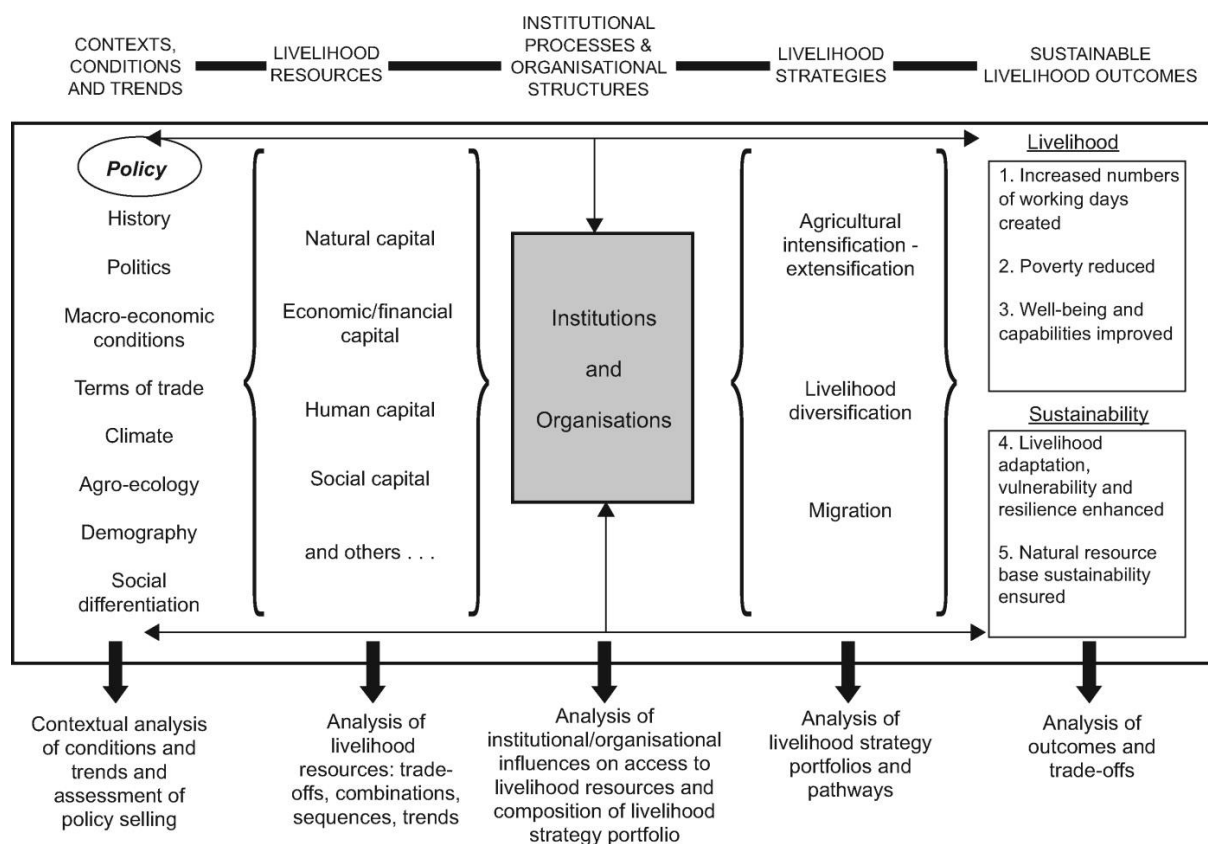 CONTEXTS,
CONDITIONS
AND TRENDS
LIVELIHOOD
RESOURCES
INSTITUTIONAL
PROCESSES &
ORGANISATIONAL
STRUCTURES
LIVELIHOOD
STRATEGIES
SUSTAINABLE
LIVELIHOOD OUTCOMES
Policy
History
Politics
Macro-economic
conditions
Terms of trade
Climate
Agro-ecology
Demography
Social
differentiation
Natural capital
Economic/financial
capital
Human capital
Social capital
and others . . .
Institutions
and
Organisations
Agricultural
intensification -
extensification
Livelihood
diversification
Migration
Livelihood
1. Increased numbers
of working days
created
2. Poverty reduced
3. Well-being and
capabilities improved
Sustainability
4. Livelihood
adaptation,
vulnerability and
resilience enhanced
5. Natural resource
base sustainability
ensured
Contextual analysis
of conditions and
trends and
assessment of
policy selling
Analysis of
livelihood
resources: trade-
offs, combinations,
sequences, trends
Analysis of
institutional/organisational
influences on access to
livelihood resources and
composition of livelihood
strategy portfolio
Analysis of
livelihood strategy
portfolios and
pathways
Analysis of
outcomes and
trade-offs